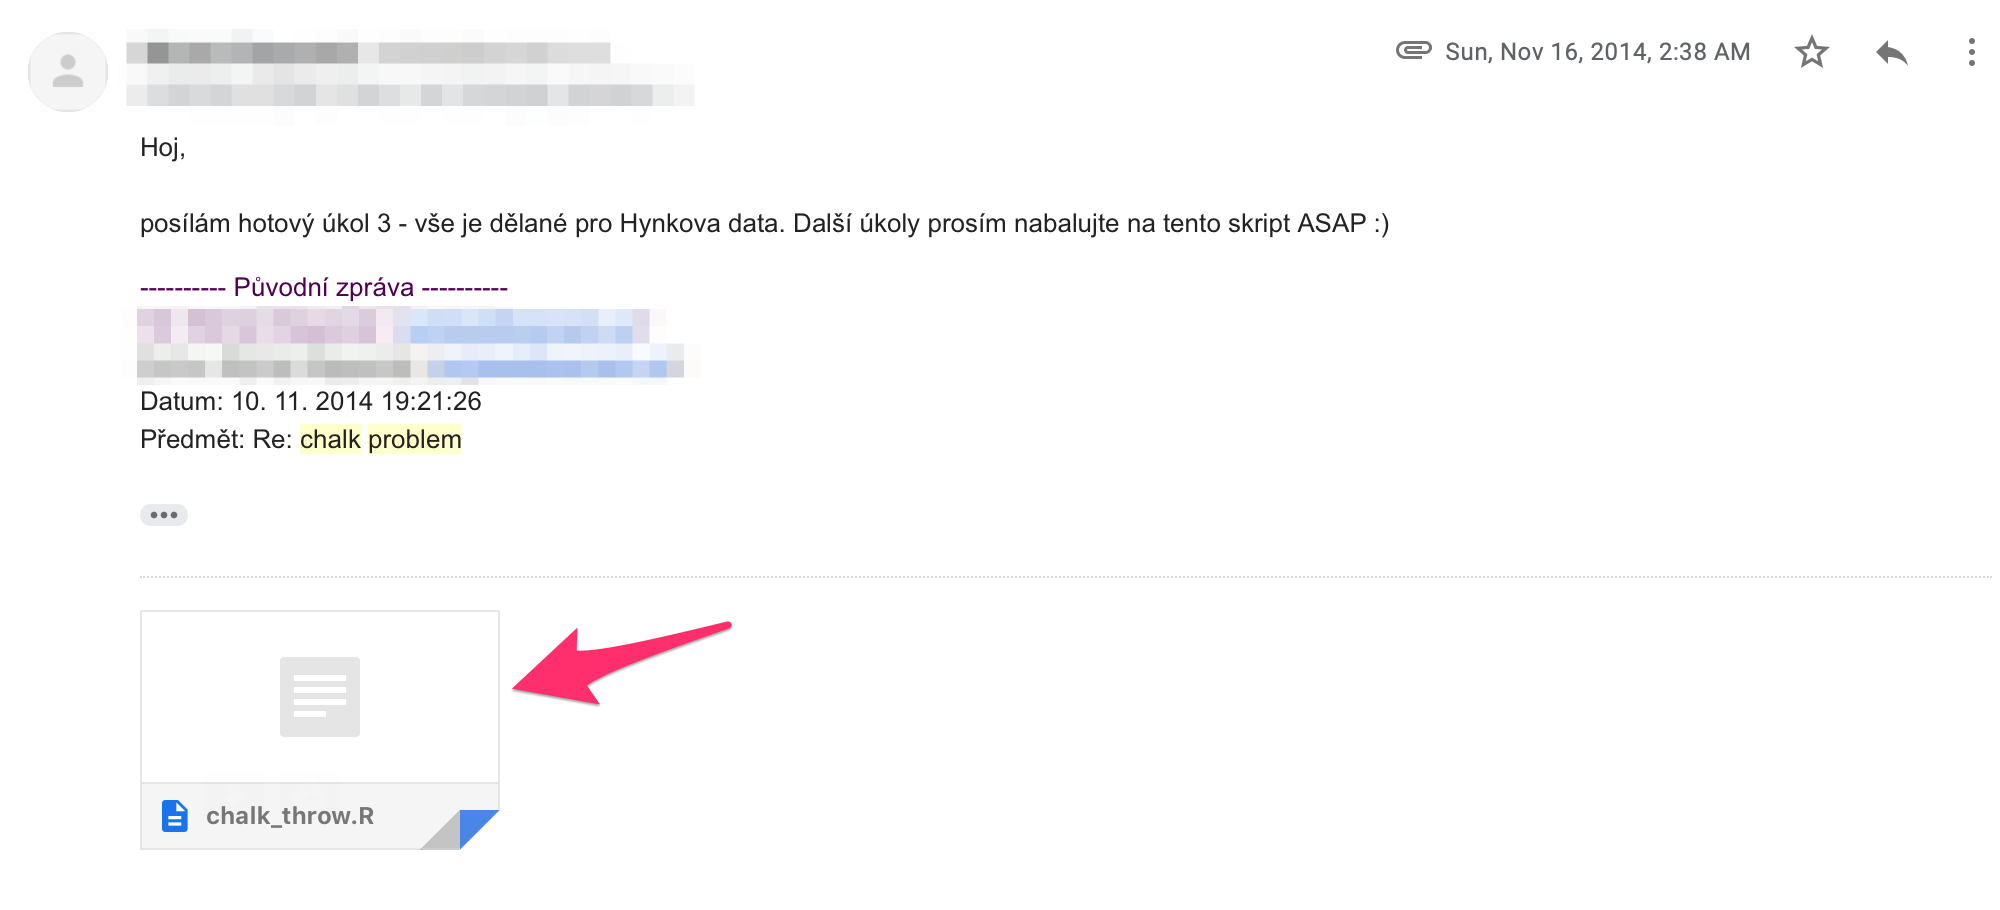 Sun, Nov 16, 2014, 2:38 AM
Hoj,
posílám hotový úkol 3 - vše je dělané pro Hynkova data. Další úkoly prosím nabalujte na tento skript ASAP :)
---------- Původní zpráva ----------
Datum: 10. 11. 2014 19:21:26
Předmět: Re: chalk problem
chalk_throw.R